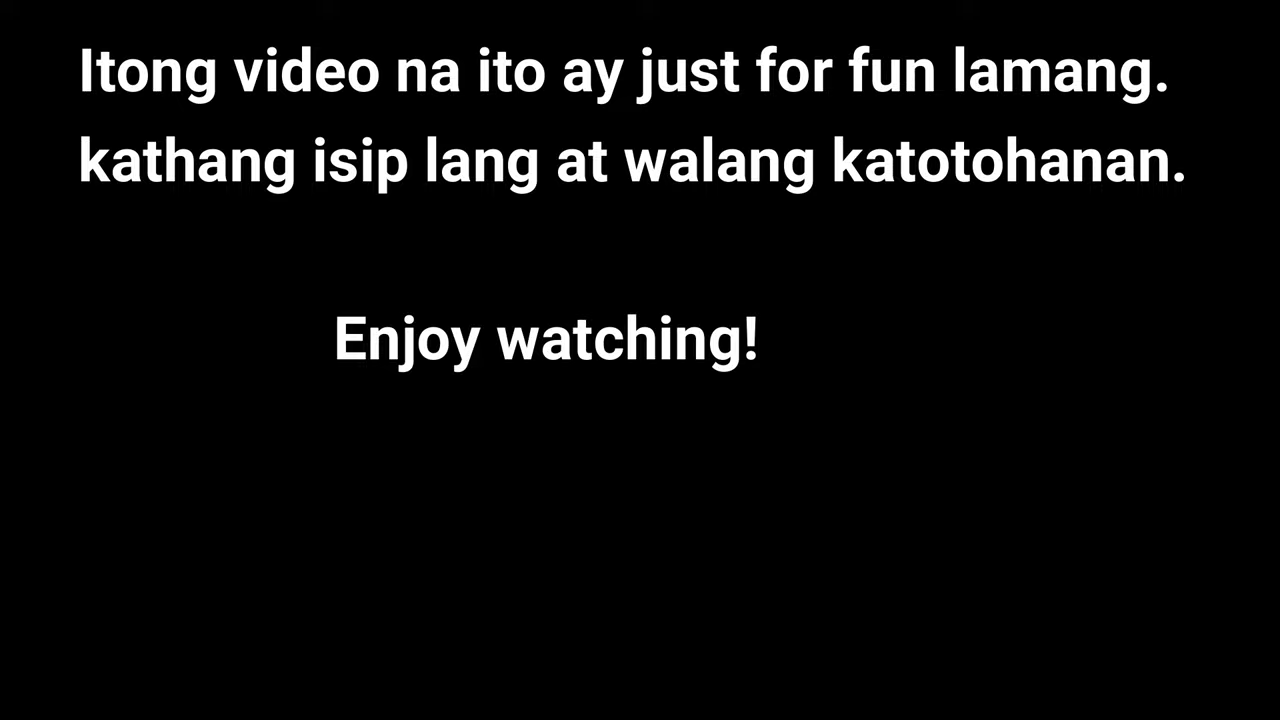 Itong video na ito ay just for fun lamang.
kathang isip lang at walang katotohanan.
Enjoy watching!